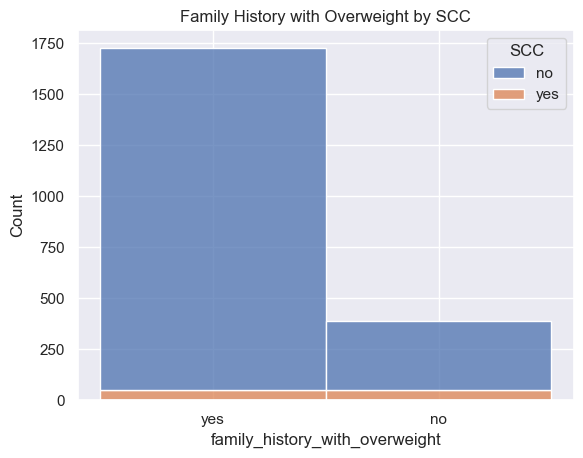 Family History with Overweight by SCC
SCC
no
yes
1750
1500
1250
1000
750
500
250
0
Count
yes no
family_history_with_overweight